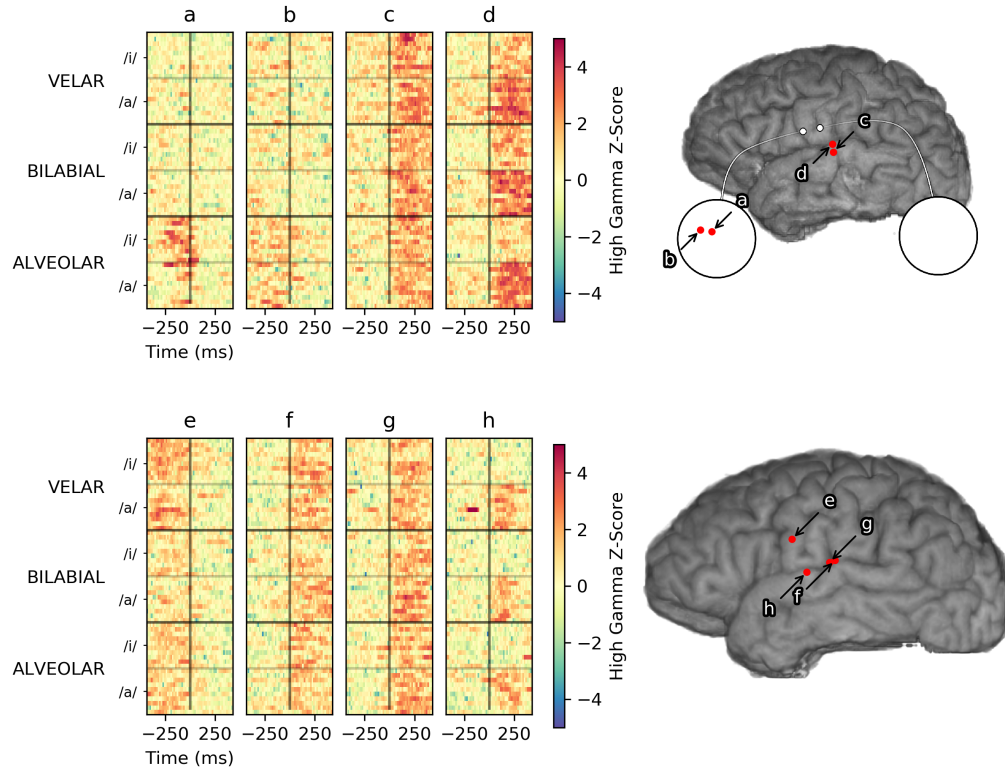 a b c d
VELAR
/i/
/a/
BILABIAL
/i/
/a/
ALVEOLAR
/i/
/a/
−250 250 −250 250 −250 250 −250 250
Time (ms)
4
2
0
−2
−4
High Gamma Z-Score
c
d
a
b
e f g h
VELAR
/i/
/a/
BILABIAL
/i/
/a/
ALVEOLAR
/i/
/a/
−250 250 −250 250 −250 250 −250 250
Time (ms)
4
2
0
−2
−4
High Gamma Z-Score
e
g
h
f